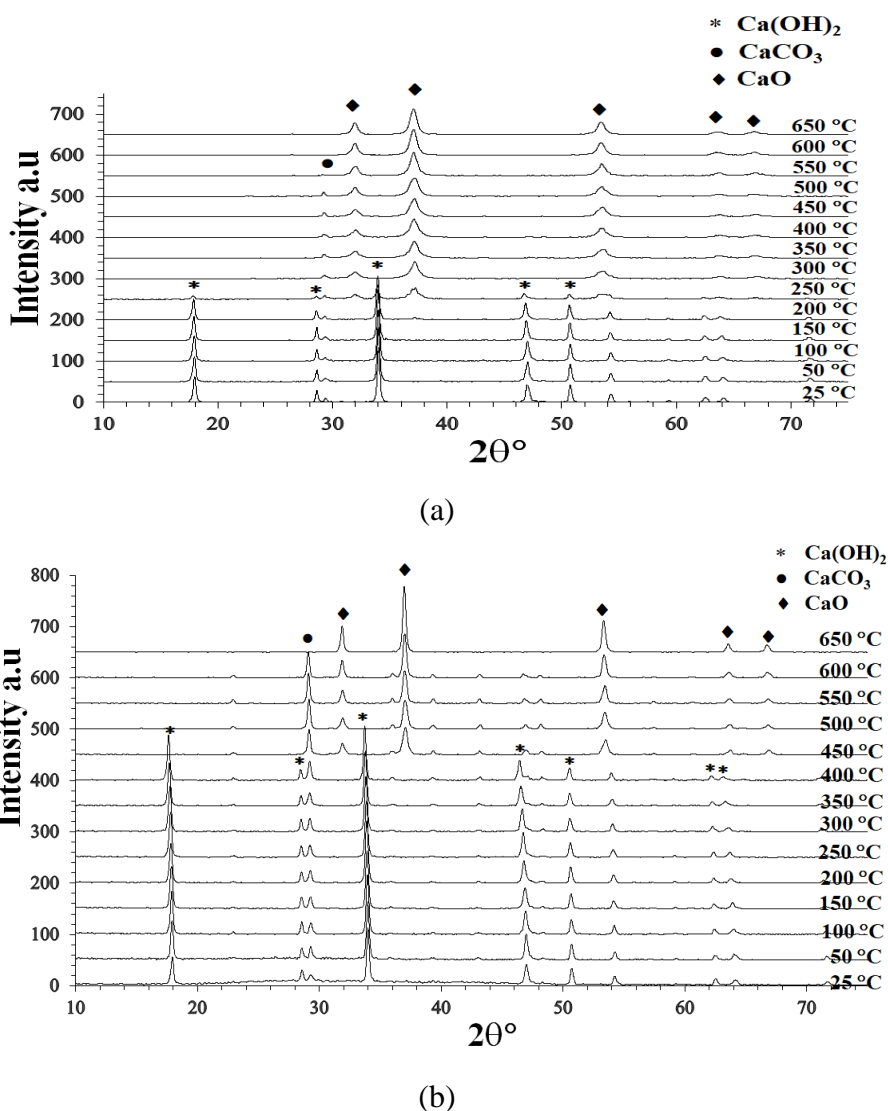 * Ca(OH)₂
● CaCO₃
◆ CaO
Intensity a.u
700
600
500
400
300
200
100
0
650 °C
600 °C
550 °C
500 °C
450 °C
400 °C
350 °C
300 °C
250 °C
200 °C
150 °C
100 °C
50 °C
25 °C
10 20 30 40 50 60 70
2θ°
(a)
* Ca(OH)₂
● CaCO₃
◆ CaO
Intensity a.u
800
700
600
500
400
300
200
100
0
650 °C
600 °C
550 °C
500 °C
450 °C
400 °C
350 °C
300 °C
250 °C
200 °C
150 °C
100 °C
50 °C
25 °C
10 20 30 40 50 60 70
2θ°
(b)